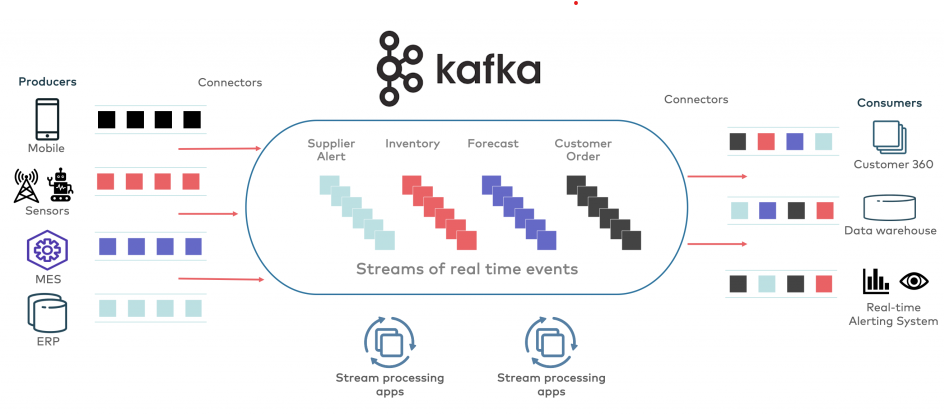 kafka
Producers
Connectors
Mobile
Sensors
MES
ERP
Supplier
Alert
Inventory
Forecast
Customer
Order
Streams of real time events
Stream processing
apps
Stream processing
apps
Connectors
Consumers
Customer 360
Data warehouse
Real-time
Alerting System